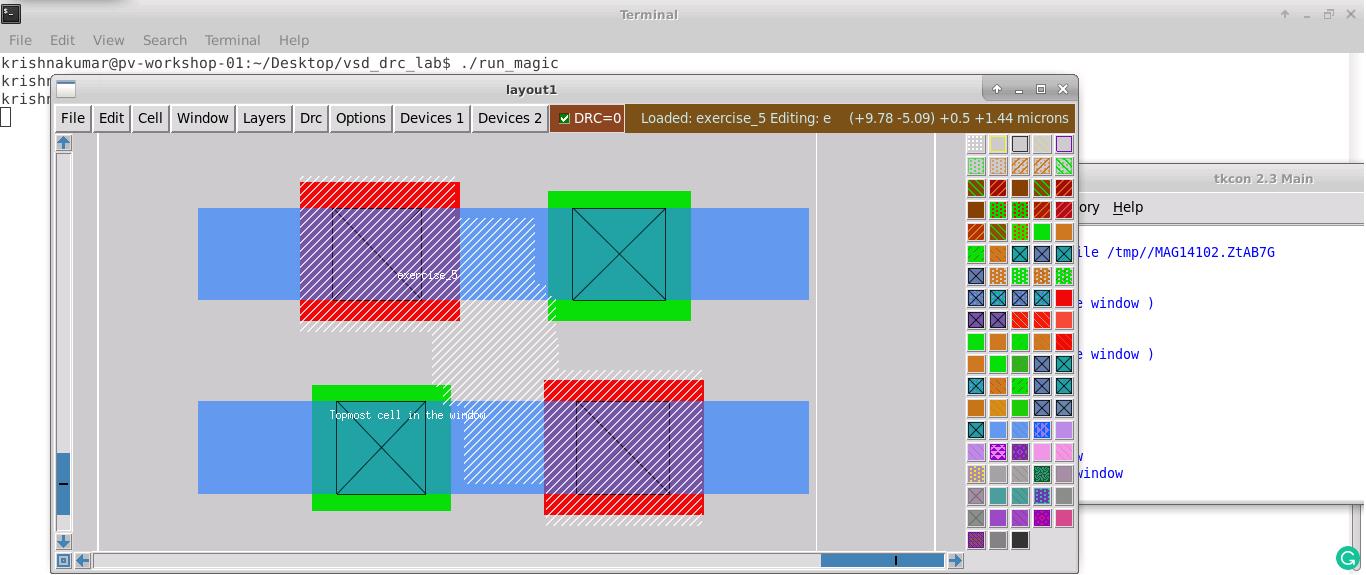 Terminal
File Edit View Search Terminal Help
krishnakumar@pv-workshop-01:~/Desktop/vsd_drc_lab$ ./run_magic
krishn
krishn
layout1
File Edit Cell Window Layers Drc Options Devices 1 Devices 2 DRC=0 Loaded: exercise_5 Editing: e (+9.78 -5.09) +0.5 +1.44 microns
tkcon 2.3 Main
ory Help
ile /tmp//MAG14102.ZtAB7G
exercise_5
e window )
e window )
Topmost cell in the window
w
window